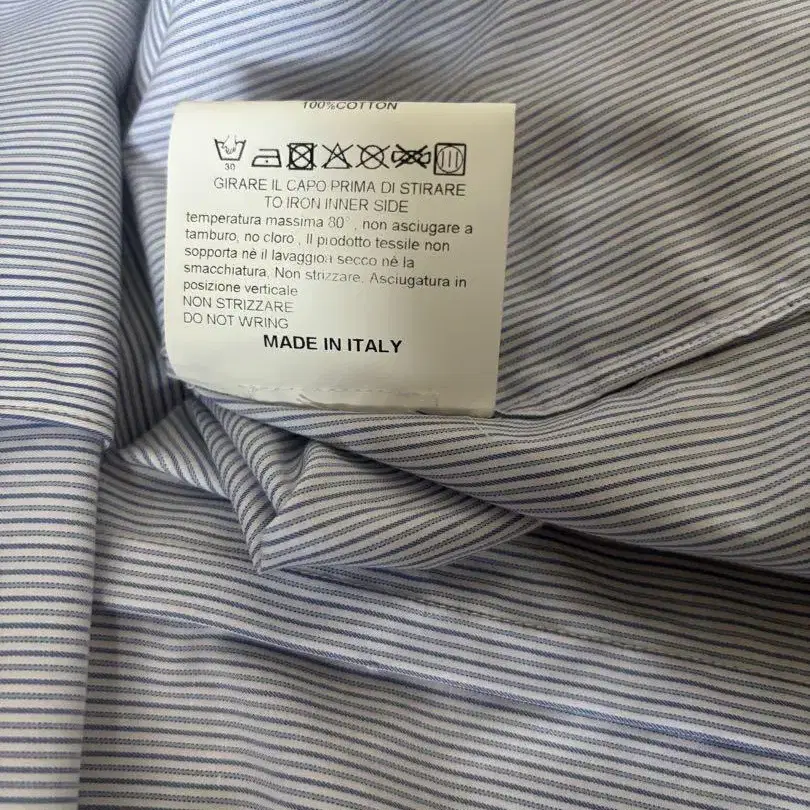 100%COTTON
30
GIRARE IL CAPO PRIMA DI STIRARE
TO IRON INNER SIDE
temperatura massima 80°, non asciugare a
tamburo, no cloro, Il prodotto tessile non
sopporta nè il lavaggio a secco nè la
smacchiatura, Non strizzare, Asciugatura in
posizione verticale
NON STRIZZARE
DO NOT WRING
MADE IN ITALY